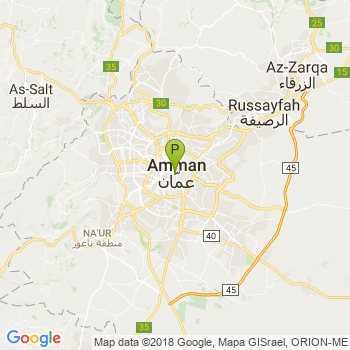 25
35
Az-Zarqa
الزرقاء
As-Salt
السلط
30
Russayfah
الرصيفة
P
Amman
عمان
45
NA'UR
منطقة ناعور
40
45
35
Google
Map data ©2018 Google, Mapa GISrael, ORION-ME